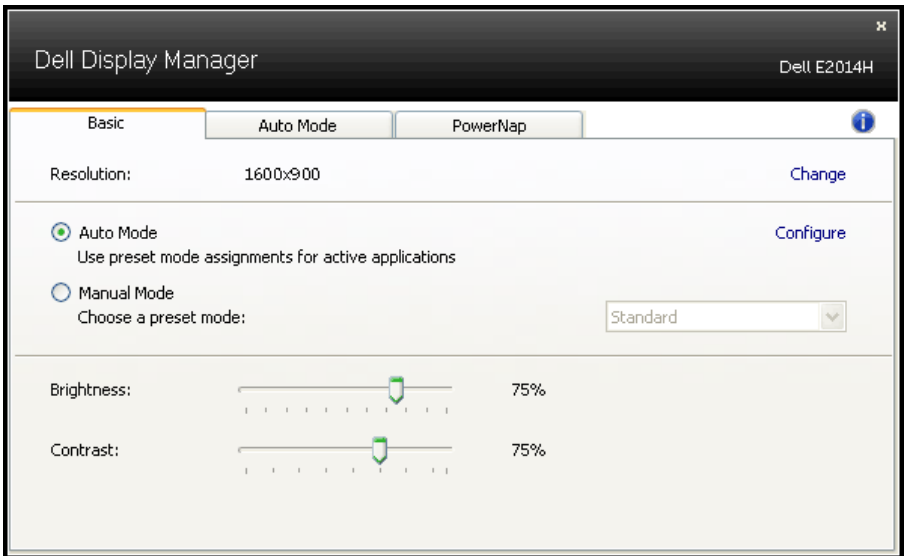 x
Dell Display Manager
Dell E2014H
Basic Auto Mode PowerNap i
Resolution: 1600x900 Change
Auto Mode Configure
Use preset mode assignments for active applications
Manual Mode
Choose a preset mode: Standard
Brightness: 75%
Contrast: 75%